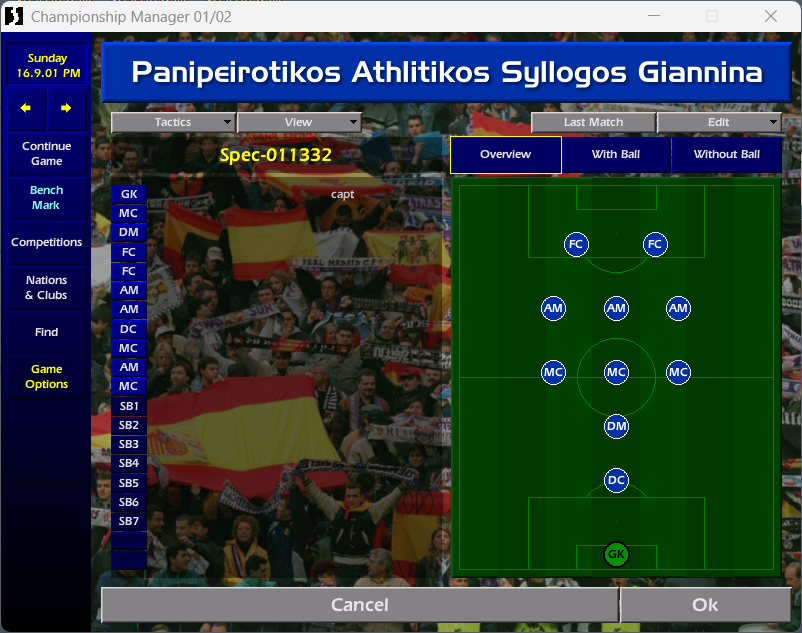 Championship Manager 01/02
Sunday
16.9.01 PM
Continue
Game
Bench
Mark
Competitions
Nations
& Clubs
Find
Game
Options
Panipeirotikos Athlitikos Syllogos Giannina
Tactics
View
Last Match
Edit
Spec-011332
Overview
With Ball
Without Ball
GK
capt
MC
DM
FC
FC
AM
AM
DC
MC
AM
MC
SB1
SB2
SB3
SB4
SB5
SB6
SB7
FC
FC
AM
AM
AM
MC
MC
MC
DM
DC
GK
REAL MADRID C.F.
Cancel
Ok